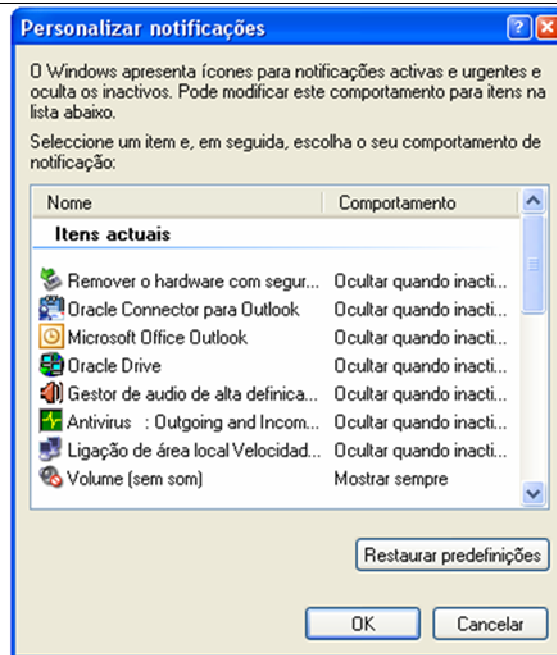 Personalizar notificações
O Windows apresenta ícones para notificações activas e urgentes e
oculta os inactivos. Pode modificar este comportamento para itens na
lista abaixo.
Seleccione um item e, em seguida, escolha o seu comportamento de
notificação:
Nome Comportamento
Itens actuais
Remover o hardware com segur... Ocultar quando inacti...
Oracle Connector para Outlook Ocultar quando inacti...
Microsoft Office Outlook Ocultar quando inacti...
Oracle Drive Ocultar quando inacti...
Gestor de audio de alta definica... Ocultar quando inacti...
Antivirus : Outgoing and Incom... Ocultar quando inacti...
Ligação de área local Velocidad... Ocultar quando inacti...
Volume (sem som) Mostrar sempre
Restaurar predefinições
OK Cancelar